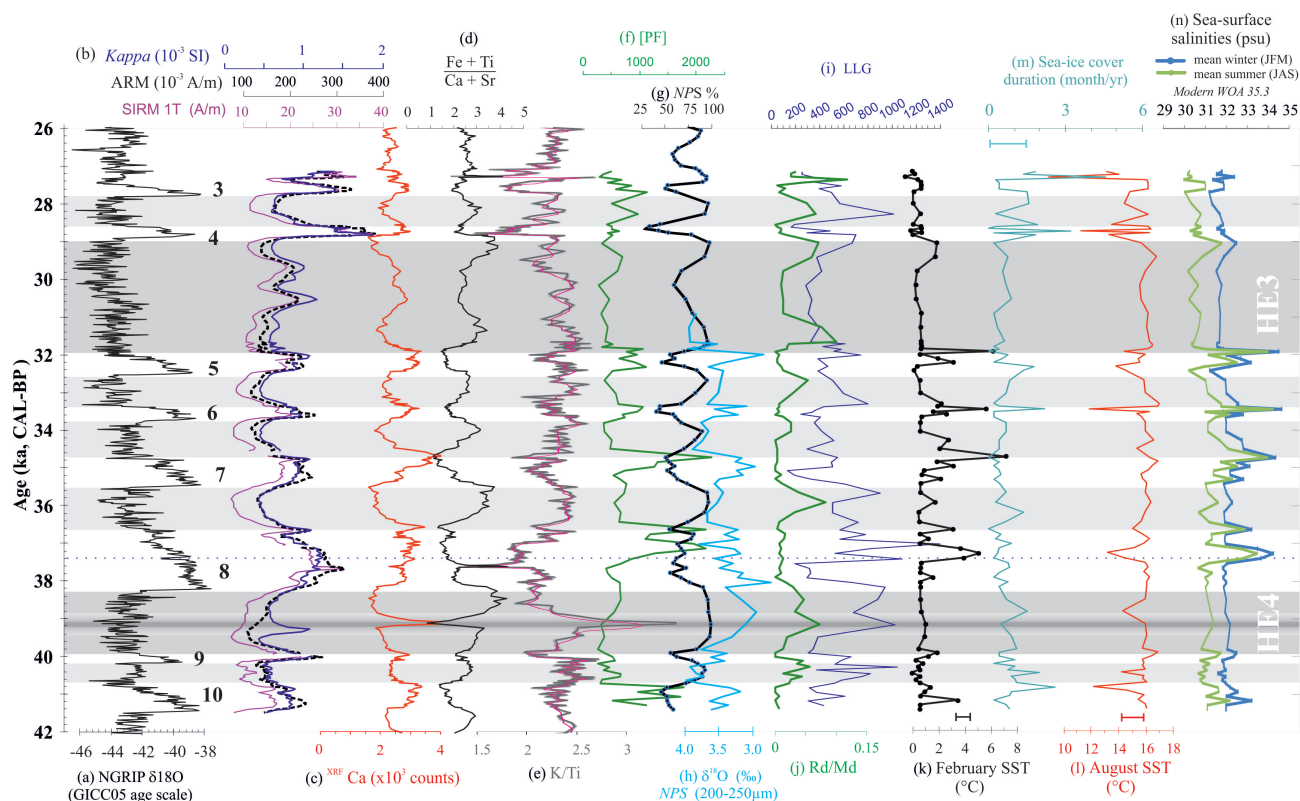 (n) Sea-surface
salinities (psu)
mean winter (JFM)
mean summer (JAS)
Modern WOA 35.3
29 30 31 32 33 34 35
(m) Sea-ice cover
duration (month/yr)
0 3 6
(i) LLG
0 400 800 1200
200 600 1000 1400
(f) [PF]
0 1000 2000
(g) NPS %
25 50 75 100
(d)
Fe + Ti
Ca + Sr
0 1 2 3 4 5
(b) Kappa (10⁻³ SI) 0 1 2
ARM (10⁻³ A/m) 100 200 300 400
SIRM 1T (A/m) 10 20 30 40
Age (ka, CAL-BP)
26
28
30
32
34
36
38
40
42
3
4
5
6
7
8
9
10
HE3
HE4
-46 -44 -42 -40 -38
(a) NGRIP δ18O
(GICC05 age scale)
0 2 4
(c) XRF Ca (x10³ counts)
1.5 2 2.5 3
(e) K/Ti
4.0 3.5 3.0
(h) δ¹⁸O (‰)
NPS (200-250µm)
0 0.15
(j) Rd/Md
0 2 4 6 8
(k) February SST
(°C)
10 12 14 16 18
(l) August SST
(°C)